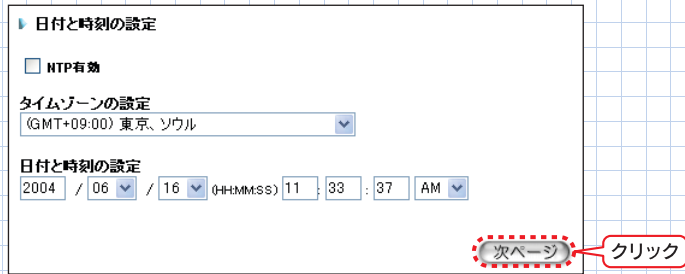 日付と時刻の設定
NTP有効
タイムゾーンの設定
(GMT+09:00) 東京、ソウル
日付と時刻の設定
2004 / 06 / 16 (HH:MM:SS) 11 : 33 : 37 AM
次ページ クリック